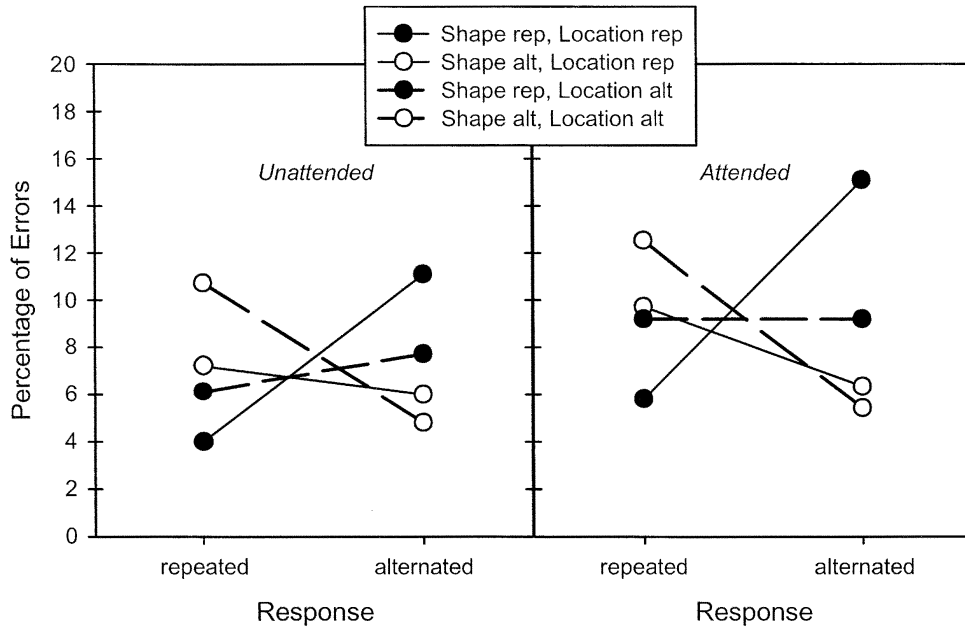 Shape rep, Location rep
Shape alt, Location rep
Shape rep, Location alt
Shape alt, Location alt
Percentage of Errors
20
18
16
14
12
10
8
6
4
2
0
Unattended
Attended
repeated
alternated
repeated
alternated
Response
Response